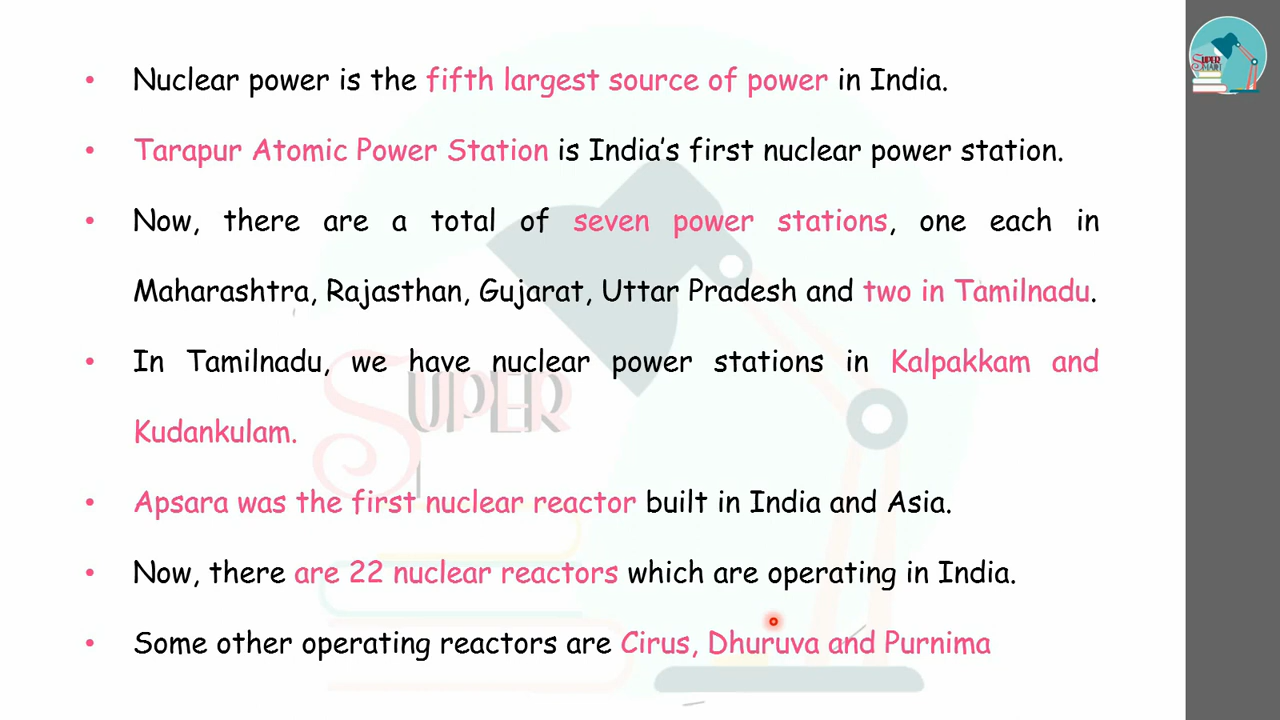 • Nuclear power is the fifth largest source of power in India.
• Tarapur Atomic Power Station is India's first nuclear power station.
• Now, there are a total of seven power stations, one each in
Maharashtra, Rajasthan, Gujarat, Uttar Pradesh and two in Tamilnadu.
• In Tamilnadu, we have nuclear power stations in Kalpakkam and
Kudankulam.
• Apsara was the first nuclear reactor built in India and Asia.
• Now, there are 22 nuclear reactors which are operating in India.
• Some other operating reactors are Cirus, Dhuruva and Purnima
SUPER
SUPER